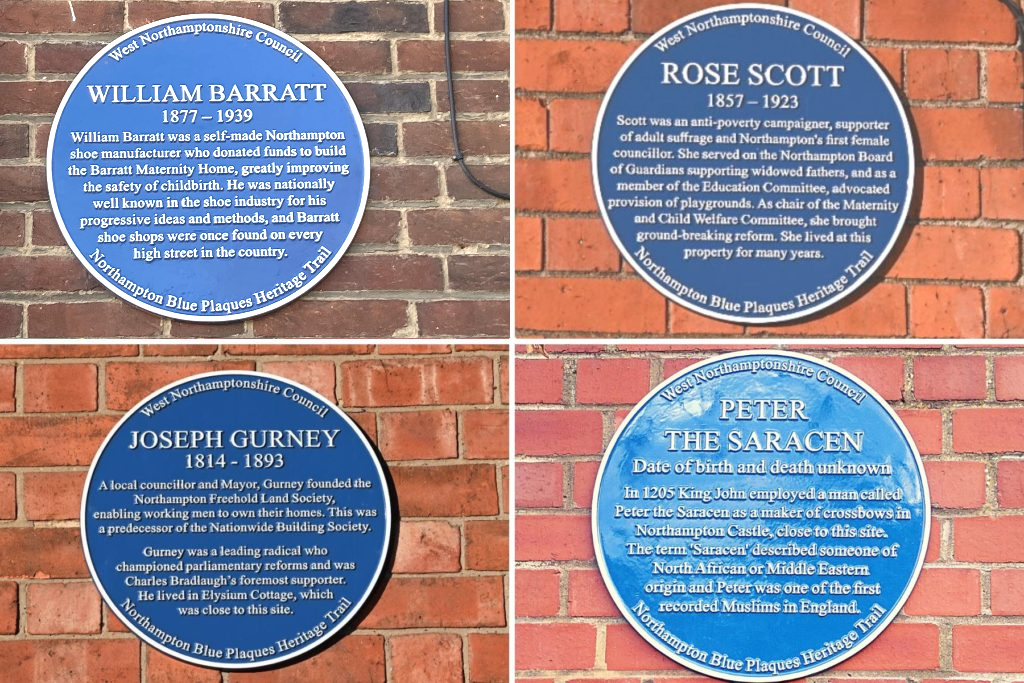 West Northamptonshire Council
WILLIAM BARRATT
1877 – 1939
William Barratt was a self-made Northampton
shoe manufacturer who donated funds to build
the Barratt Maternity Home, greatly improving
the safety of childbirth. He was nationally
well known in the shoe industry for his
progressive ideas and methods, and Barratt
shoe shops were once found on every
high street in the country.
Northampton Blue Plaques Heritage Trail
West Northamptonshire Council
ROSE SCOTT
1857 – 1923
Scott was an anti-poverty campaigner, supporter
of adult suffrage and Northampton's first female
councillor. She served on the Northampton Board
of Guardians supporting widowed fathers, and as a
member of the Education Committee, advocated
provision of playgrounds. As chair of the Maternity
and Child Welfare Committee, she brought
ground-breaking reform. She lived at this
property for many years.
Northampton Blue Plaques Heritage Trail
West Northamptonshire Council
JOSEPH GURNEY
1814 - 1893
A local councillor and Mayor, Gurney founded the
Northampton Freehold Land Society,
enabling working men to own their homes. This was
a predecessor of the Nationwide Building Society.
Gurney was a leading radical who
championed parliamentary reforms and was
Charles Bradlaugh's foremost supporter.
He lived in Elysium Cottage, which
was close to this site.
Northampton Blue Plaques Heritage Trail
West Northamptonshire Council
PETER
THE SARACEN
Date of birth and death unknown
In 1205 King John employed a man called
Peter the Saracen as a maker of crossbows in
Northampton Castle, close to this site.
The term 'Saracen' described someone of
North African or Middle Eastern
origin and Peter was one of the first
recorded Muslims in England.
Northampton Blue Plaques Heritage Trail